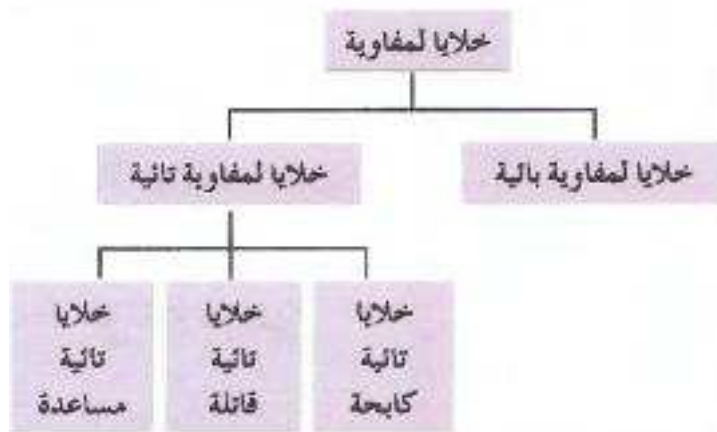 خلايا لمفاوية
خلايا لمفاوية بائية
خلايا لمفاوية تائية
خلايا
تائية
كابحة
خلايا
تائية
قاتلة
خلايا
تائية
مساعدة